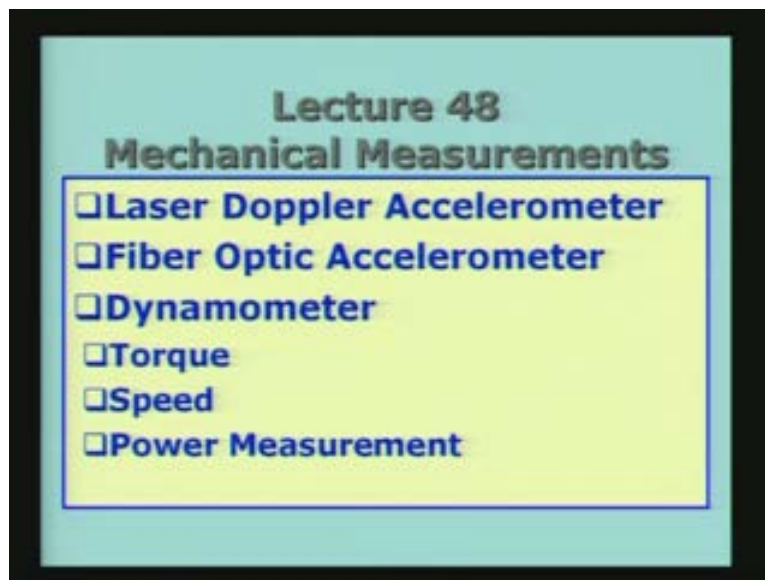 Lecture 48
Mechanical Measurements
❑Laser Doppler Accelerometer
❑Fiber Optic Accelerometer
❑Dynamometer
❑Torque
❑Speed
❑Power Measurement